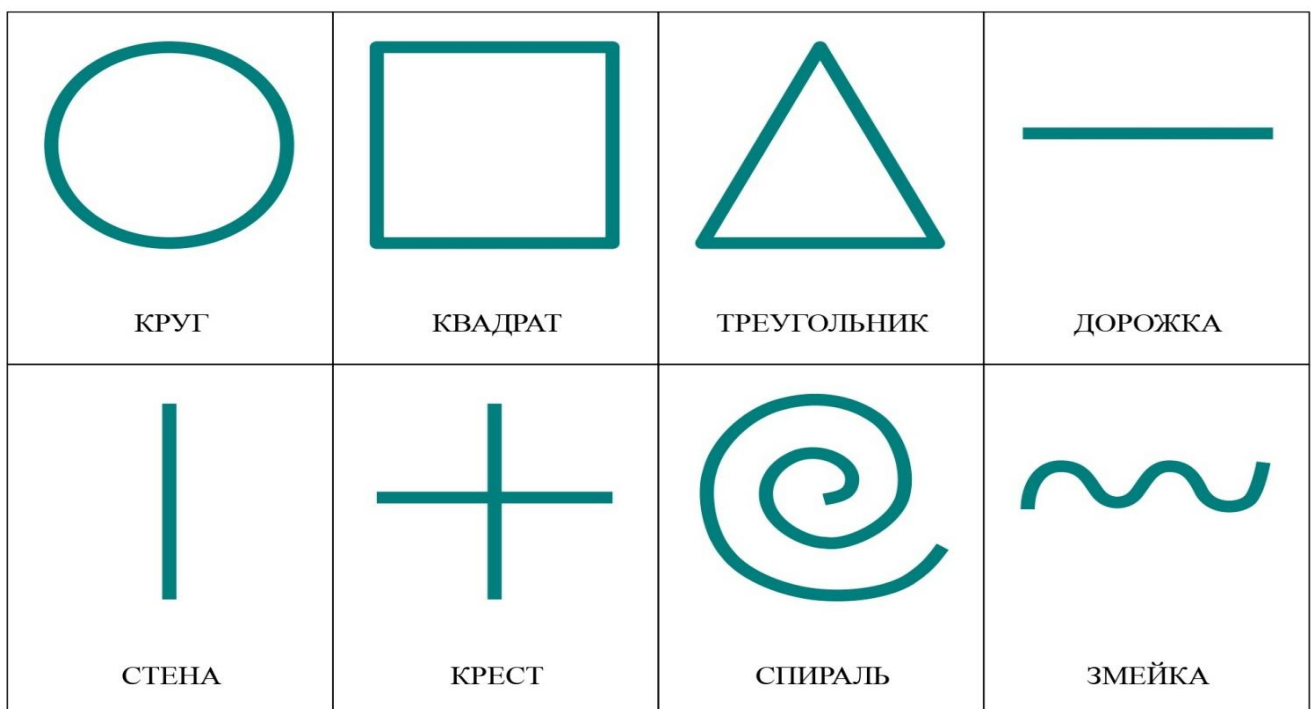 КРУГ
КВАДРАТ
ТРЕУГОЛЬНИК
ДОРОЖКА
СТЕНА
КРЕСТ
СПИРАЛЬ
ЗМЕЙКА